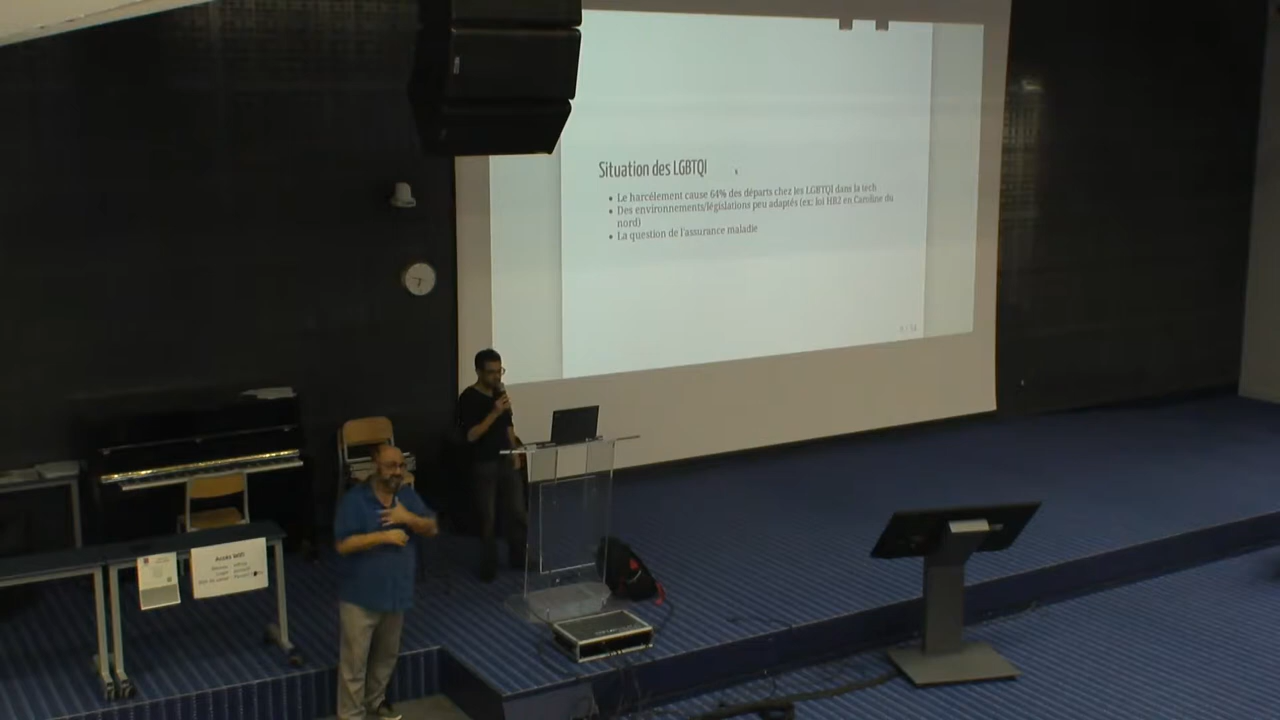 Situation des LGBTQI
• Le harcèlement cause 64% des départs chez les LGBTQI dans la tech
• Des environnements/législations peu adaptés (ex: loi HB2 en Caroline du
nord)
• La question de l'assurance maladie
Accès Wifi